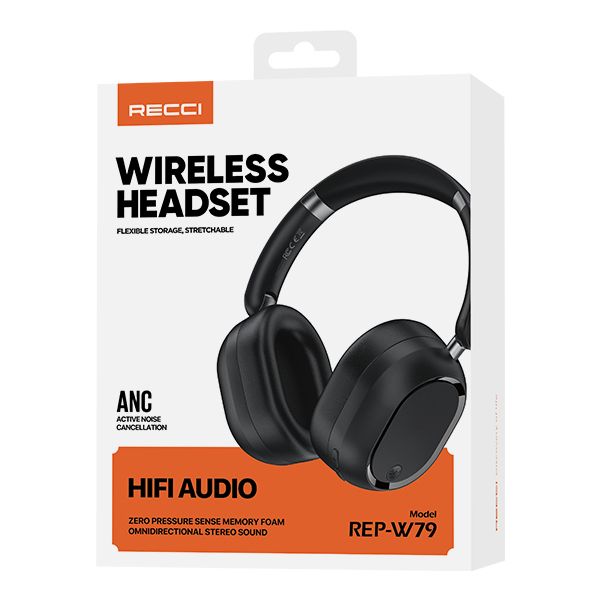 RECCI
WIRELESS
HEADSET
FLEXIBLE STORAGE, STRETCHABLE
ANC
ACTIVE NOISE
CANCELLATION
HIFI AUDIO
ZERO PRESSURE SENSE MEMORY FOAM
OMNIDIRECTIONAL STEREO SOUND
Model
REP-W79
RECCI